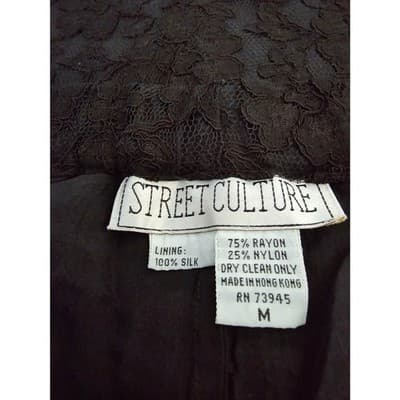 STREET CULTURE
LINING:
100% SILK
75% RAYON
25% NYLON
DRY CLEAN ONLY
MADE IN HONG KONG
RN 73945
M